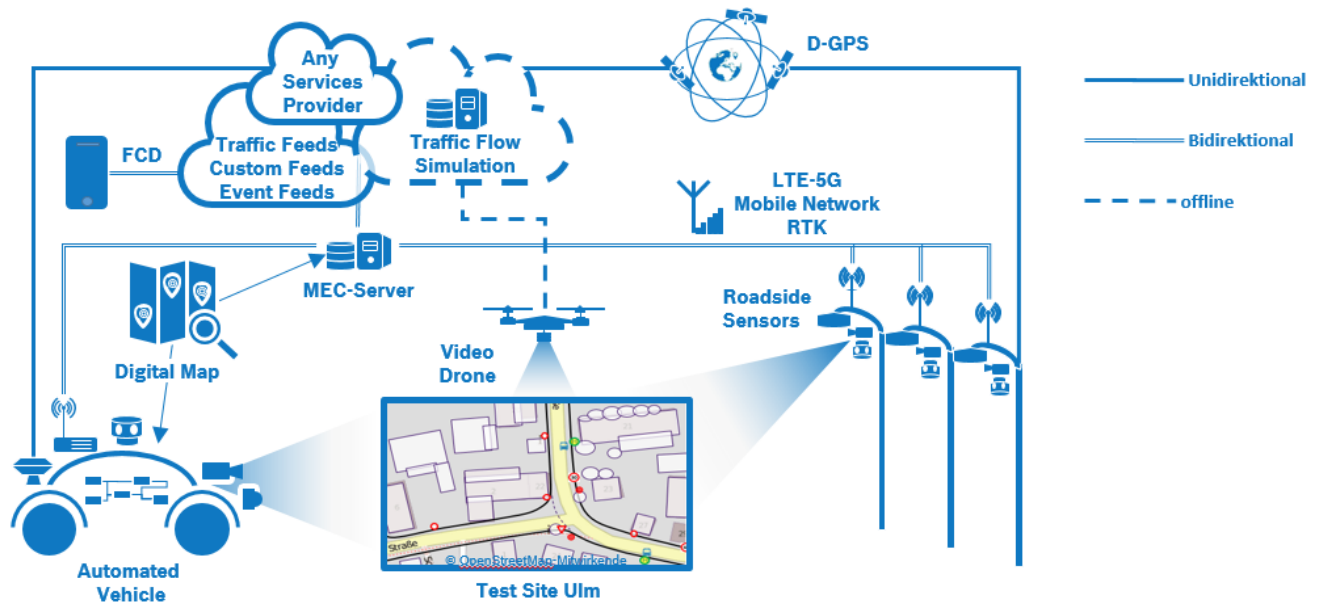 Any
Services
Provider
D-GPS
Unidirektional
FCD
Traffic Feeds
Custom Feeds
Event Feeds
Traffic Flow
Simulation
Bidirektional
LTE-5G
Mobile Network
RTK
offline
MEC-Server
Roadside
Sensors
Digital Map
Video
Drone
Straße
© OpenStreetMap-Mitwirkende
Automated
Vehicle
Test Site Ulm